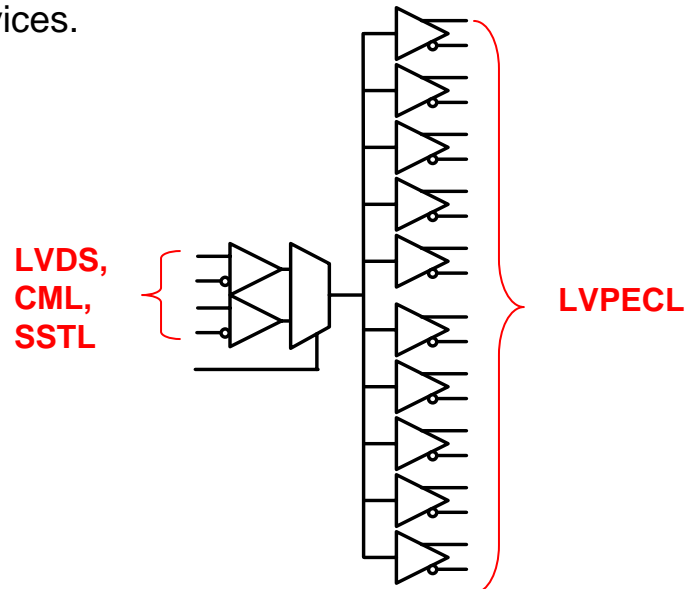 vices.
LVDS,
CML,
SSTL
LVPECL